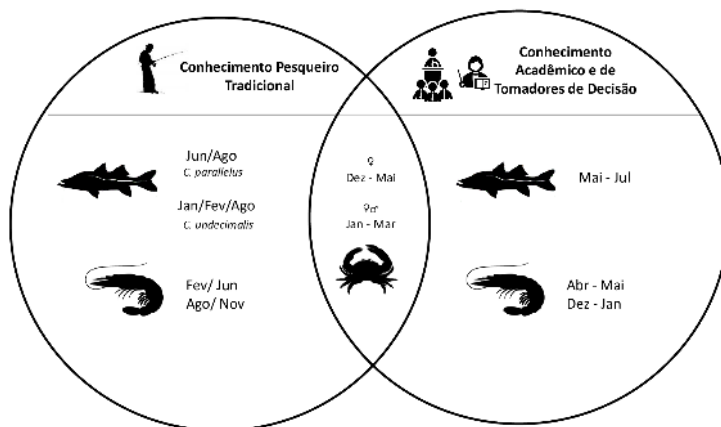 Conhecimento Pesqueiro
Tradicional
Conhecimento
Acadêmico e de
Tomadores de Decisão
Jun/Ago
C. parallelus
Jan/Fev/Ago
C. undecimalis
Fev/ Jun
Ago/ Nov
♀
Dez - Mai
♀♂
Jan - Mar
Mai - Jul
Abr - Mai
Dez - Jan